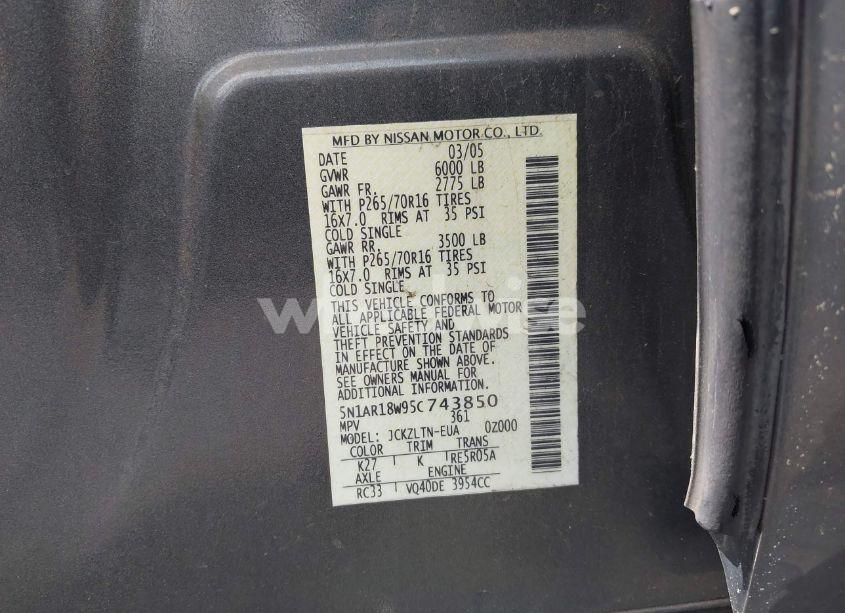 MFD BY NISSAN MOTOR CO., LTD.
DATE 03/05
GVWR 6000 LB
GAWR FR. 2775 LB
WITH P265/70R16 TIRES
16X7.0 RIMS AT 35 PSI
COLD SINGLE
GAWR RR. 3500 LB
WITH P265/70R16 TIRES
16X7.0 RIMS AT 35 PSI
COLD SINGLE
THIS VEHICLE CONFORMS TO
ALL APPLICABLE FEDERAL MOTOR
VEHICLE SAFETY AND
THEFT PREVENTION STANDARDS
IN EFFECT ON THE DATE OF
MANUFACTURE SHOWN ABOVE.
SEE OWNERS MANUAL FOR
ADDITIONAL INFORMATION.
5N1AR18W95C743850
MPV 361
MODEL: JCKZLTN-EUA 0Z000
COLOR TRIM TRANS
K27 K RE5R05A
AXLE ENGINE
RC33 VQ40DE 3954CC